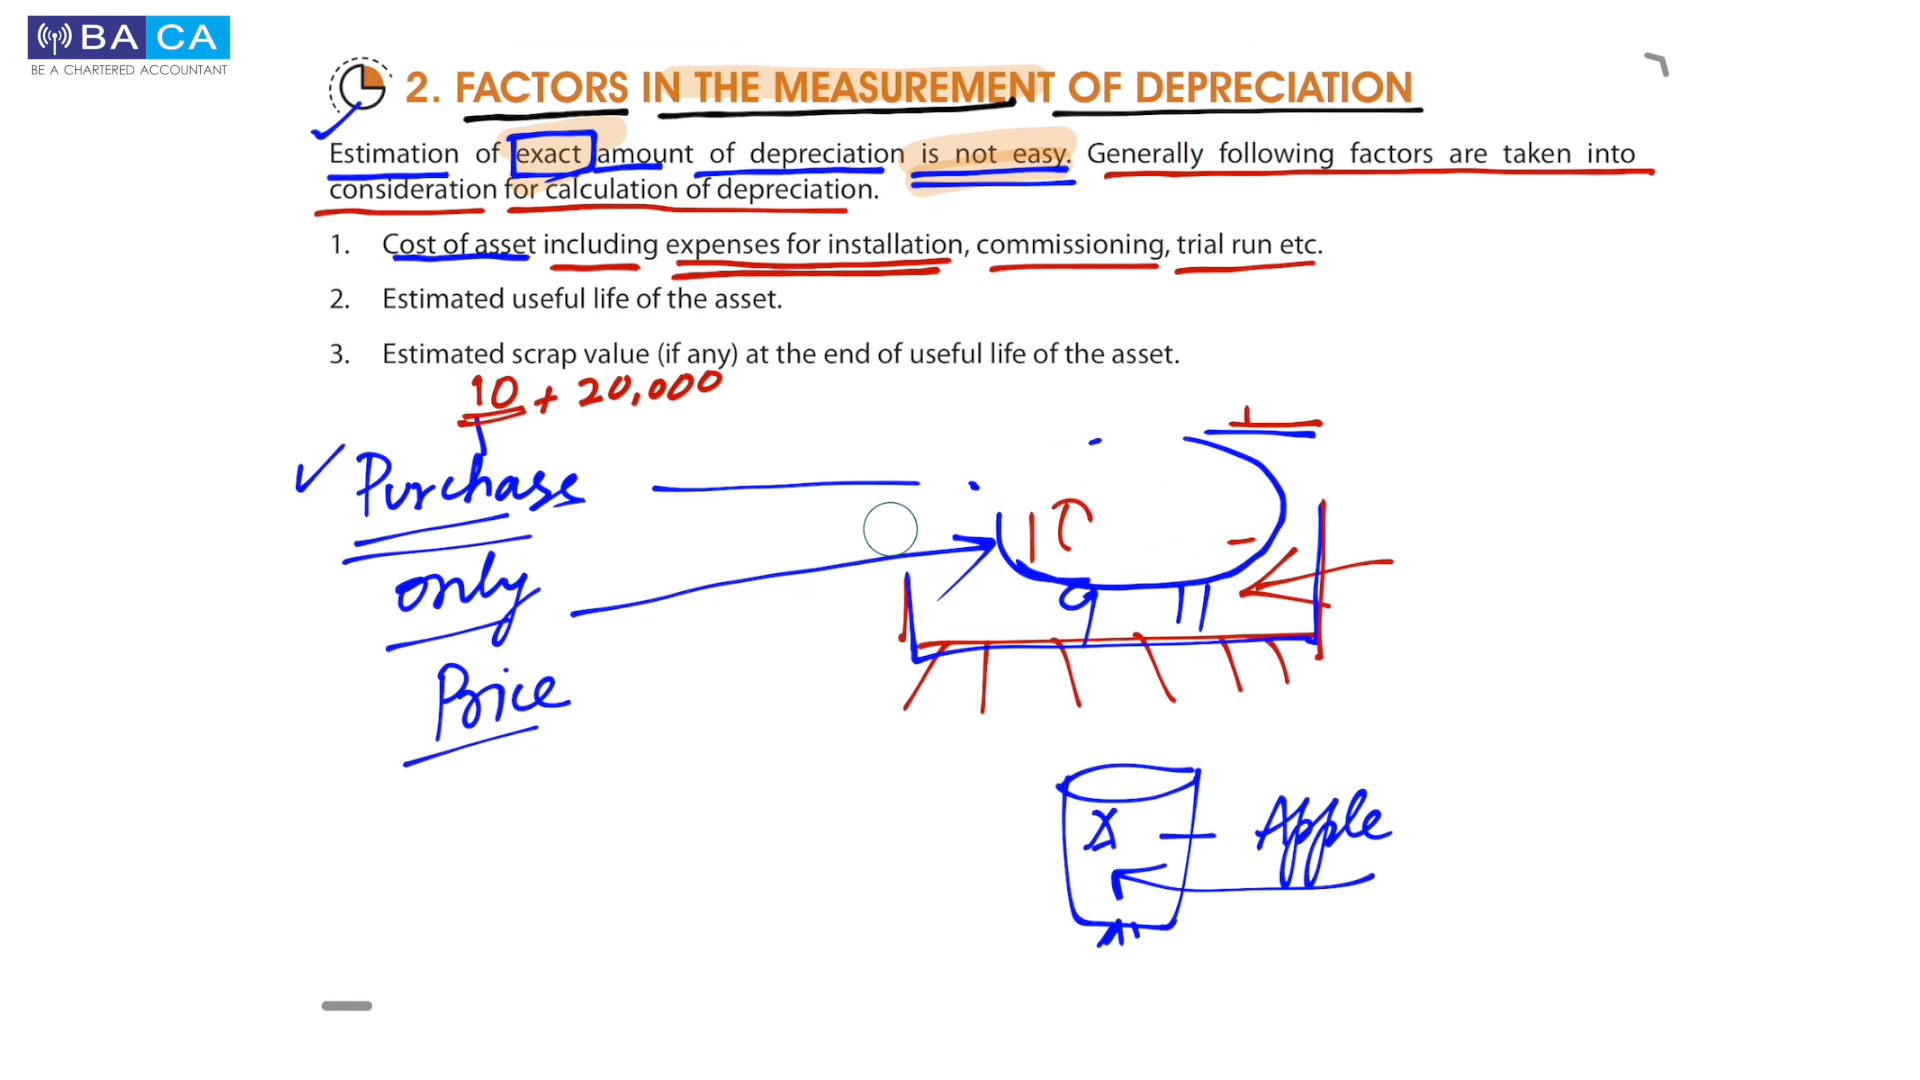 BA CA
BE A CHARTERED ACCOUNTANT
2. FACTORS IN THE MEASUREMENT OF DEPRECIATION
Estimation of exact amount of depreciation is not easy. Generally following factors are taken into
consideration for calculation of depreciation.
1. Cost of asset including expenses for installation, commissioning, trial run etc.
2. Estimated useful life of the asset.
3. Estimated scrap value (if any) at the end of useful life of the asset.
10 + 20,000
Purchase
only
Price
Apple